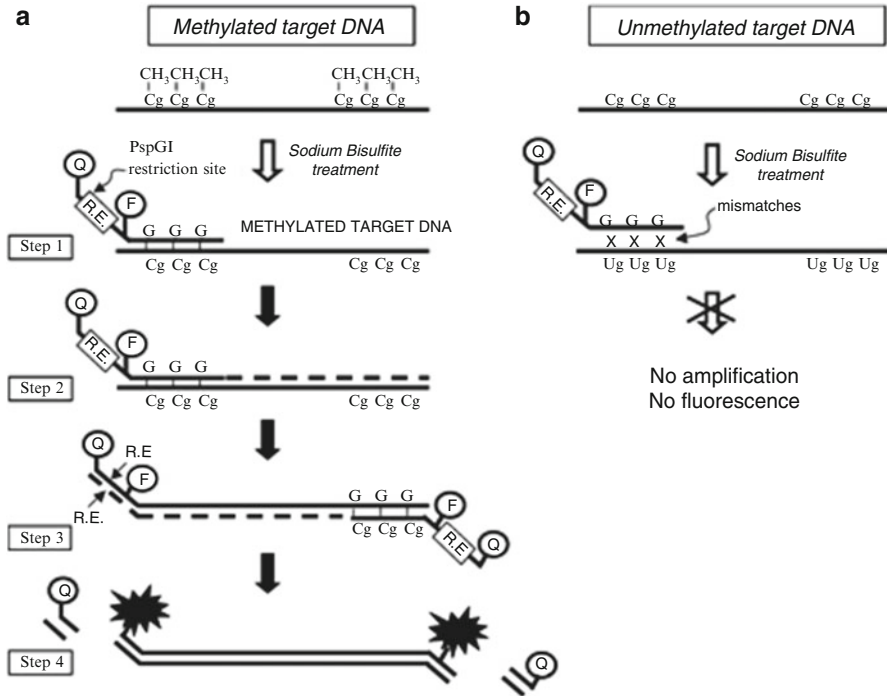 a
Methylated target DNA
CH₃CH₃CH₃ CH₃CH₃CH₃
Cg Cg Cg Cg Cg Cg
PspGI
restriction site
Sodium Bisulfite
treatment
Q
R.E.
F
G G G
METHYLATED TARGET DNA
Step 1
Cg Cg Cg Cg Cg Cg
Q
R.E.
F
G G G
Step 2
Cg Cg Cg Cg Cg Cg
Q
R.E
F
R.E.
G G G
F
Cg Cg Cg
R.E
Q
Step 3
Q
Step 4
Q
b
Unmethylated target DNA
Cg Cg Cg Cg Cg Cg
Sodium Bisulfite
treatment
Q
R.E.
F
mismatches
G G G
X X X
Ug Ug Ug Ug Ug Ug
No amplification
No fluorescence